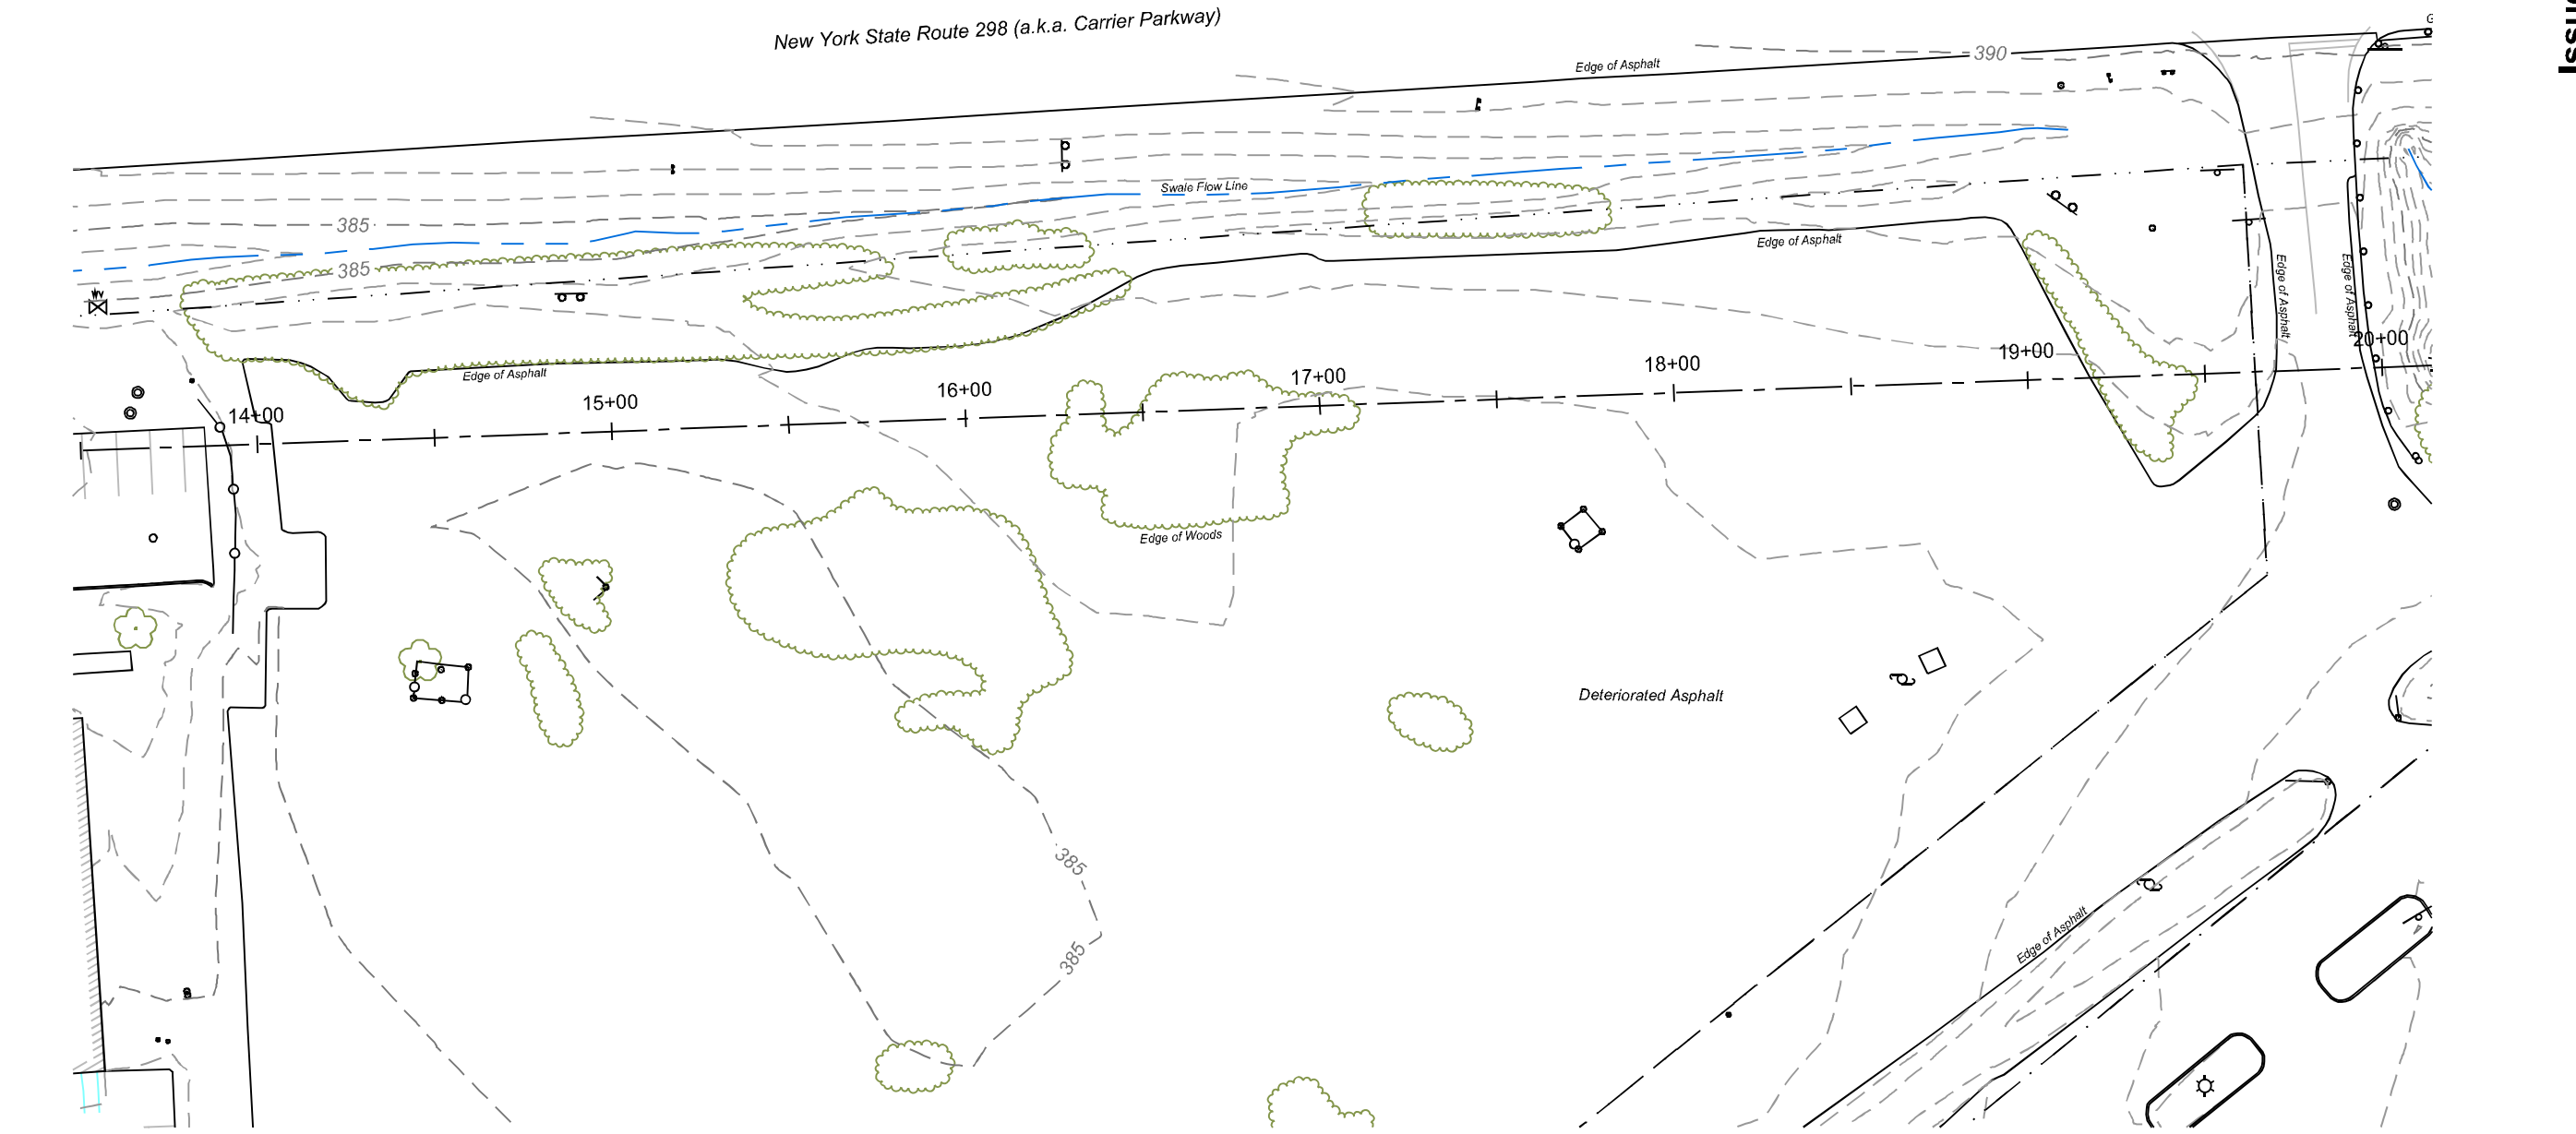 New York State Route 298 (a.k.a. Carrier Parkway)
Issu
390
Edge of Asphalt
Swale Flow Line
385
385
Edge of Asphalt
Edge of Asphalt
Edge of Asphalt
Edge of Asphalt
14+00
15+00
16+00
17+00
18+00
19+00
20+00
Edge of Woods
Deteriorated Asphalt
385
385
Edge of Asphalt